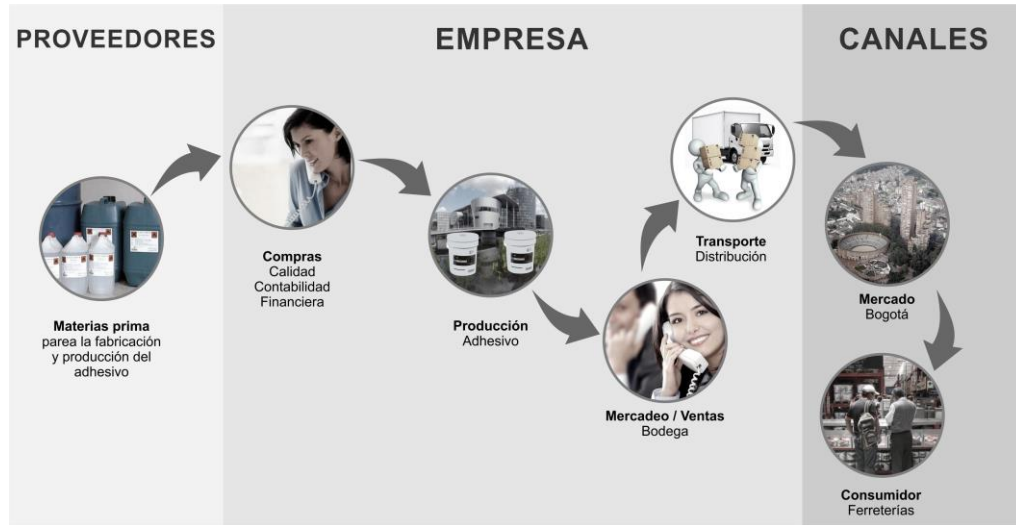 PROVEEDORES
EMPRESA
CANALES
Materias prima
parea la fabricación
y producción del
adhesivo
Compras
Calidad
Contabilidad
Financiera
Producción
Adhesivo
Mercadeo / Ventas
Bodega
Transporte
Distribución
Mercado
Bogotá
Consumidor
Ferreterías